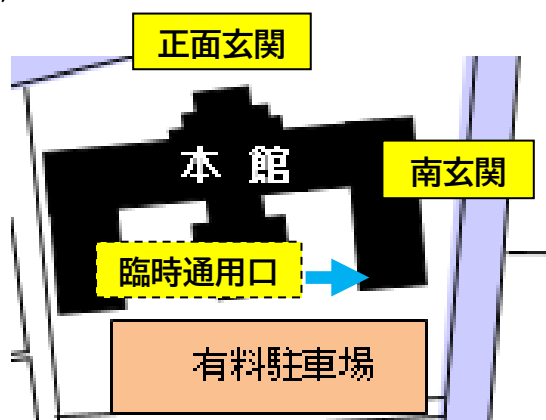 正面玄関
本館
南玄関
臨時通用口
有料駐車場